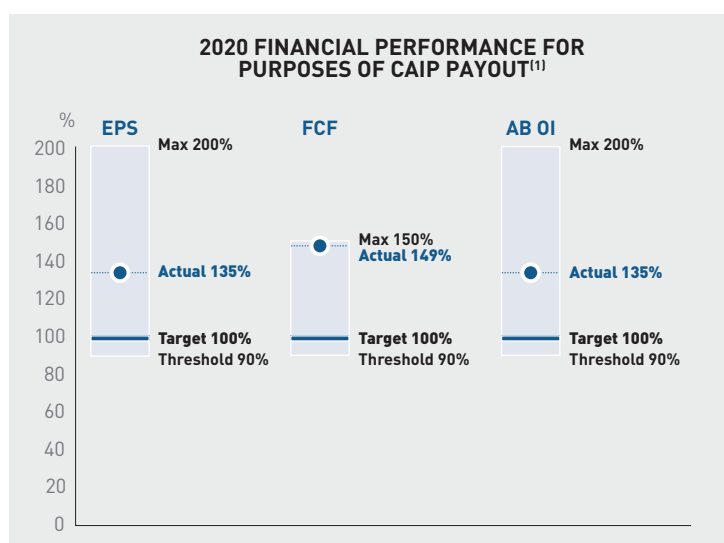 2020 FINANCIAL PERFORMANCE FOR
PURPOSES OF CAIP PAYOUT(1)
%
200
180
160
140
120
100
80
60
40
20
0
EPS
Max 200%
Actual 135%
Target 100%
Threshold 90%
FCF
Max 150%
Actual 149%
Target 100%
Threshold 90%
AB OI
Max 200%
Actual 135%
Target 100%
Threshold 90%